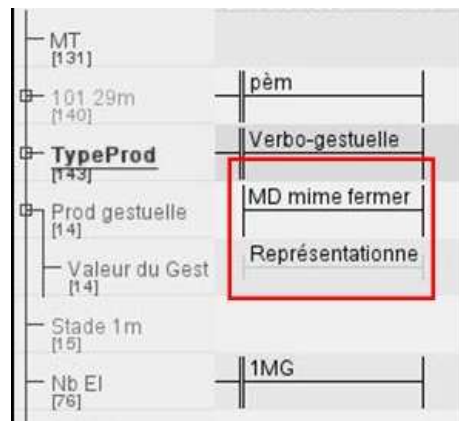 MT
[131]
101 29m
[140]
pèm
TypeProd
[143]
Verbo-gestuelle
Prod gestuelle
[14]
MD mime fermer
Valeur du Gest
[14]
Représentationne
Stade 1m
[15]
Nb El
[76]
1MG